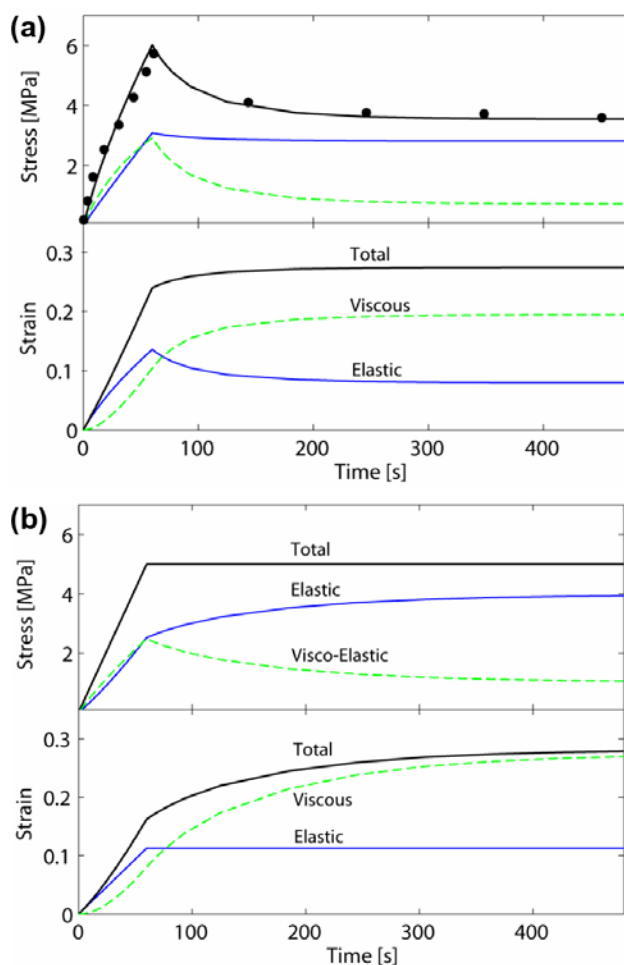 (a)
Stress [MPa]
6
4
2
Strain
0.3
0.2
0.1
0
Total
Viscous
Elastic
0 100 200 300 400
Time [s]
(b)
Stress [MPa]
6
4
2
Total
Elastic
Visco-Elastic
Strain
0.3
0.2
0.1
0
Total
Viscous
Elastic
0 100 200 300 400
Time [s]